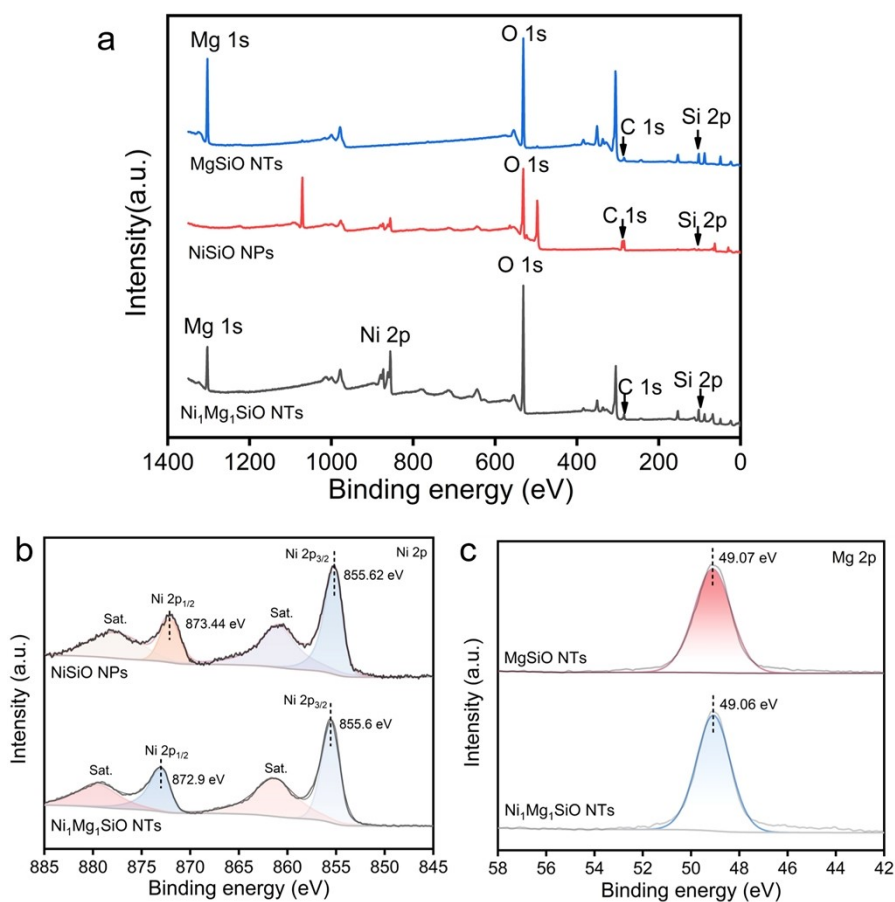 a
Mg 1s
O 1s
C 1s
Si 2p
MgSiO NTs
O 1s
C 1s
Si 2p
NiSiO NPs
O 1s
Mg 1s
Ni 2p
C 1s
Si 2p
Ni₁Mg₁SiO NTs
Intensity(a.u.)
1400 1200 1000 800 600 400 200 0
Binding energy (eV)
b
Ni 2p₃/₂
Ni 2p
855.62 eV
Ni 2p₁/₂
Sat.
873.44 eV
Sat.
NiSiO NPs
Ni 2p₃/₂
855.6 eV
Ni 2p₁/₂
Sat.
872.9 eV
Sat.
Ni₁Mg₁SiO NTs
Intensity (a.u.)
885 880 875 870 865 860 855 850 845
Binding energy (eV)
c
Mg 2p
49.07 eV
MgSiO NTs
49.06 eV
Ni₁Mg₁SiO NTs
Intensity (a.u.)
58 56 54 52 50 48 46 44 42
Binding energy (eV)